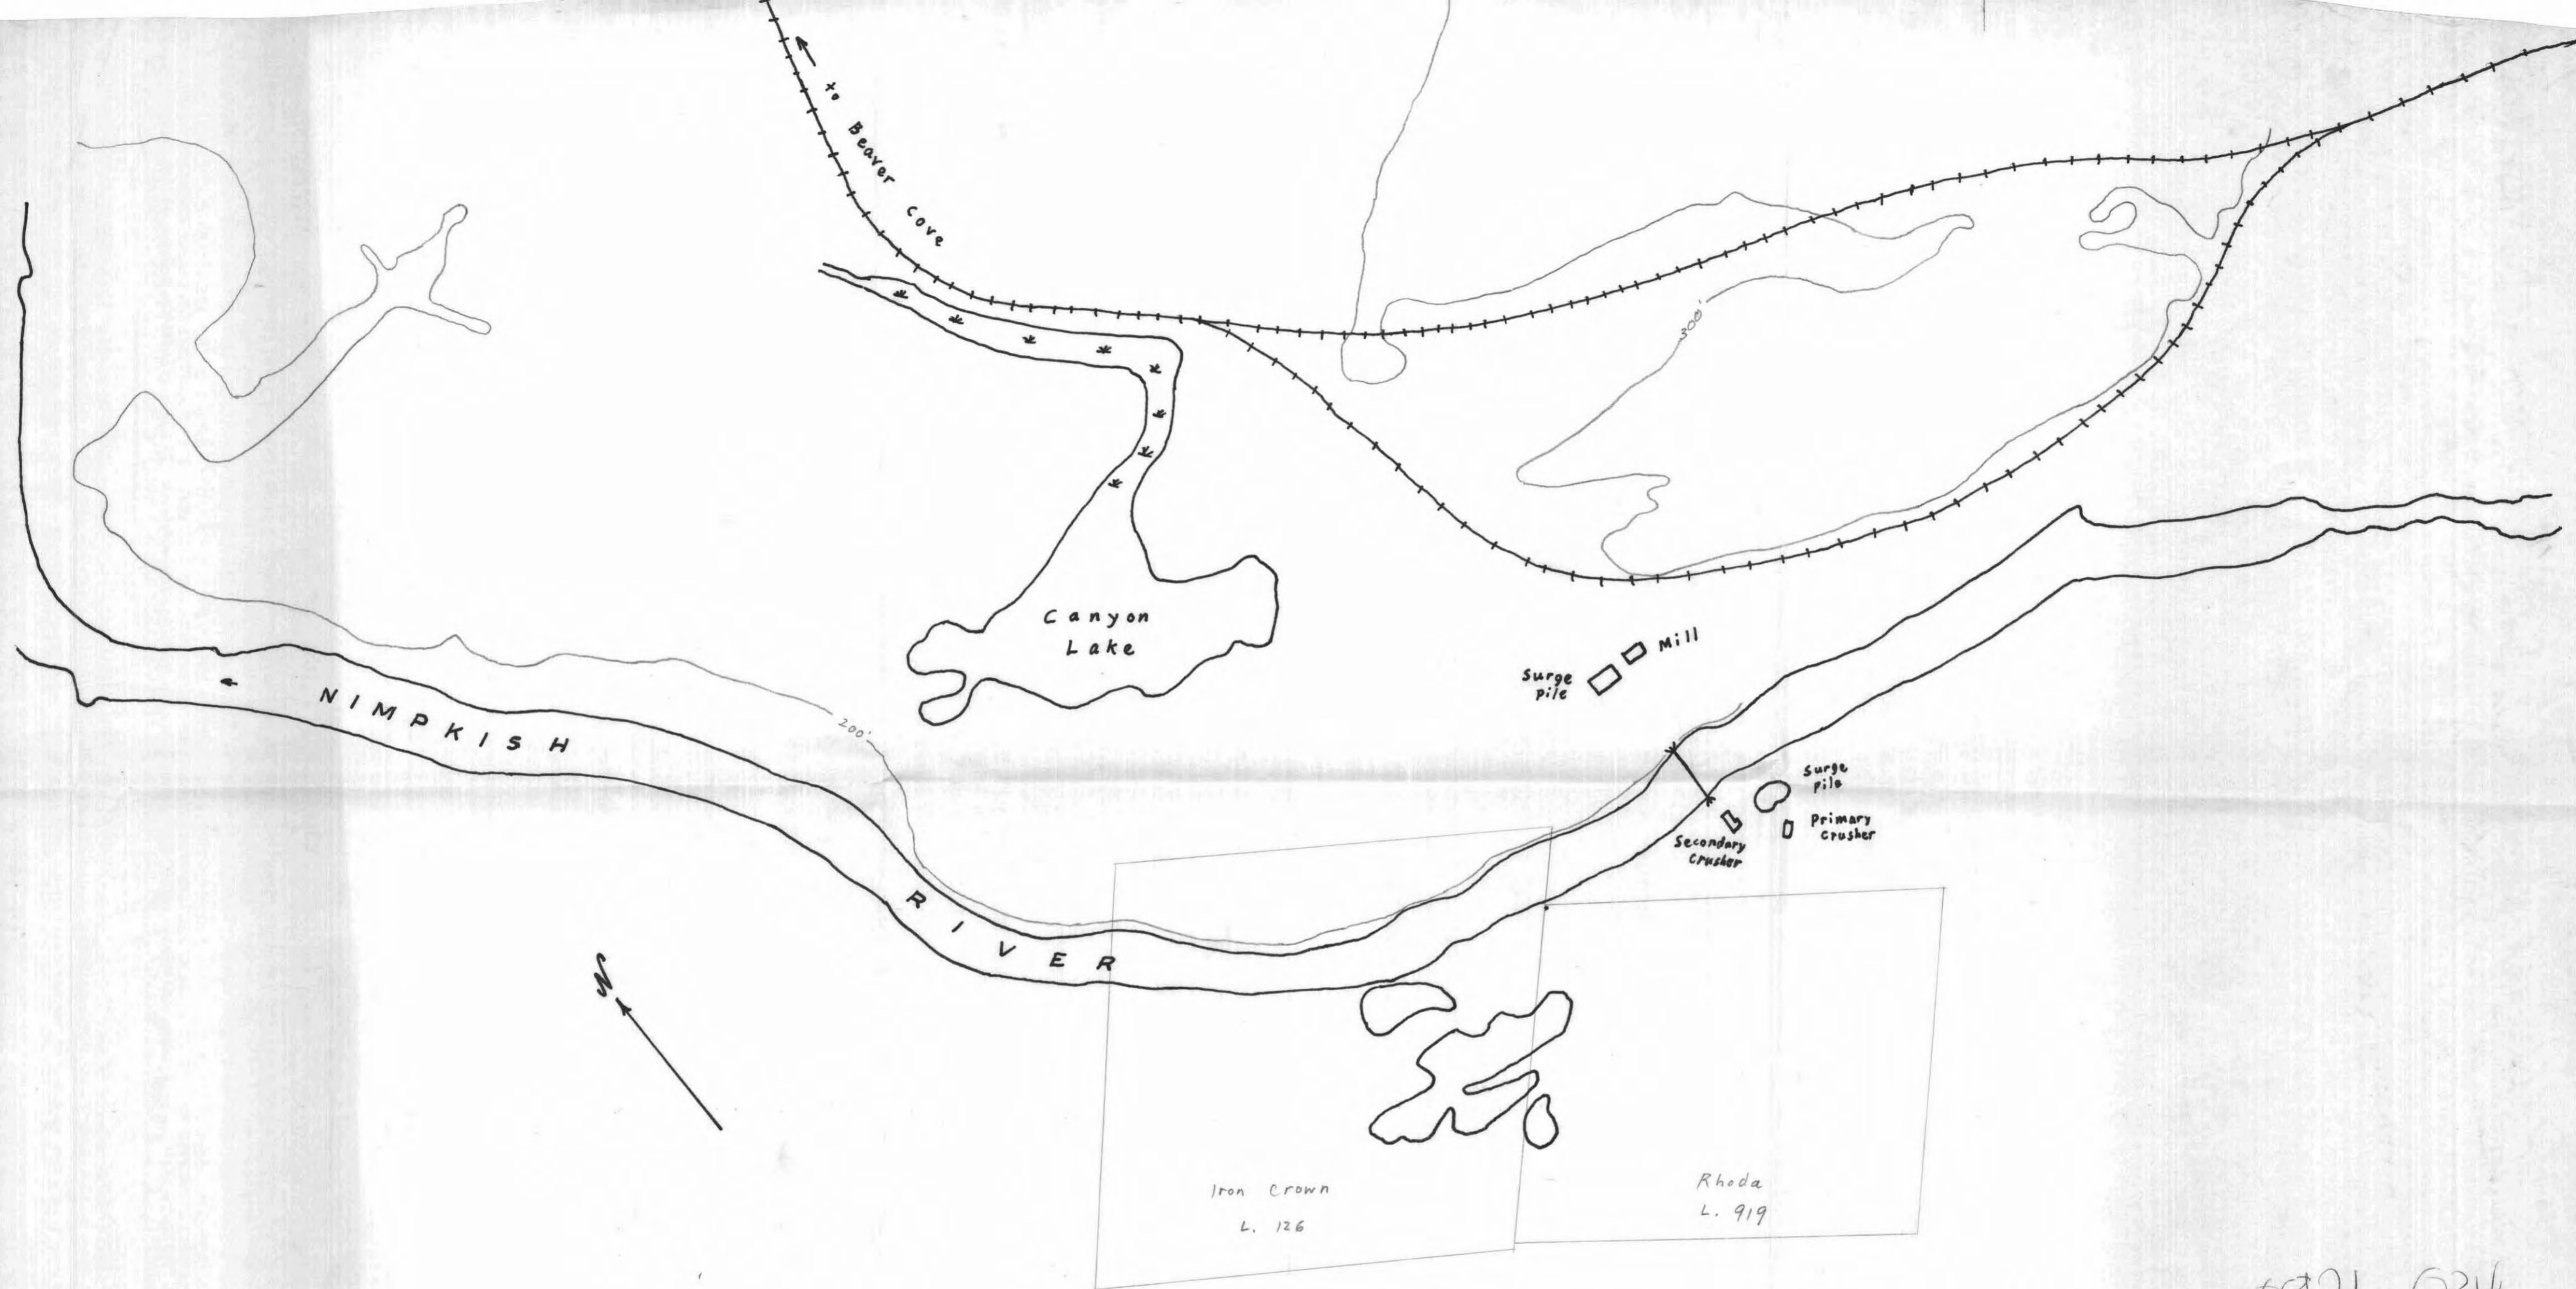 to Beaver Cove
300'
Canyon
Lake
Mill
Surge
pile
NIMPKISH
200'
Surge
pile
Primary
Crusher
Secondary
Crusher
RIVER
N
Iron Crown
L. 126
Rhoda
L. 919